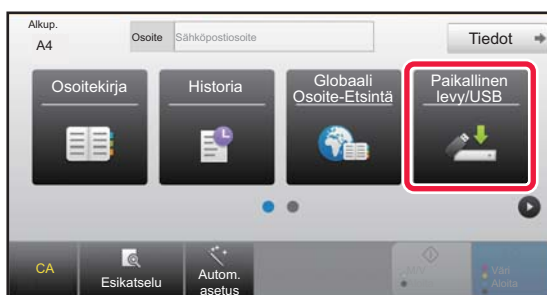 Alkup.
A4
Osoite
Sähköpostiosoite
Tiedot
Osoitekirja
Historia
Globaali
Osoite-Etsintä
Paikallinen
levy/USB
CA
Esikatselu
Autom.
asetus
Väri
Aloita